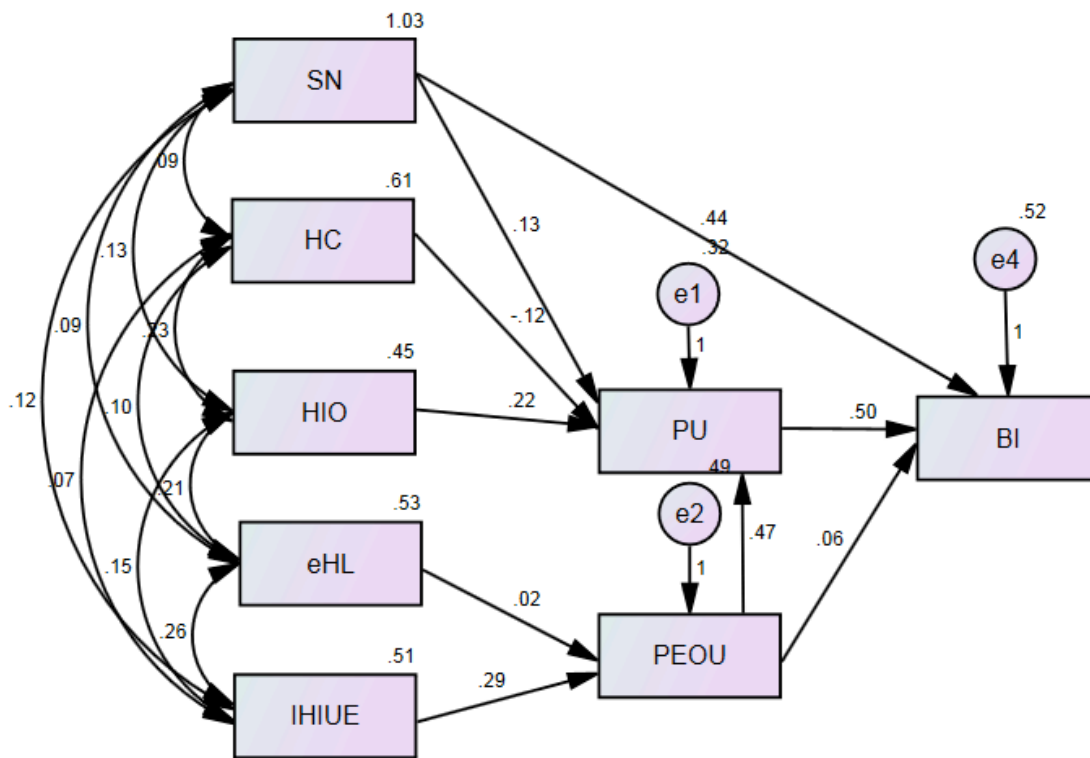 1.03
SN
.09
.61
.44
.52
.13
.32
HC
e4
.13
e1
-.12
.09
.23
1
1
.45
.12
.10
HIO
.22
PU
.50
BI
.07
.21
.49
.53
e2
.47
.06
eHL
.15
1
.02
.26
.51
PEOU
.29
IHIUE